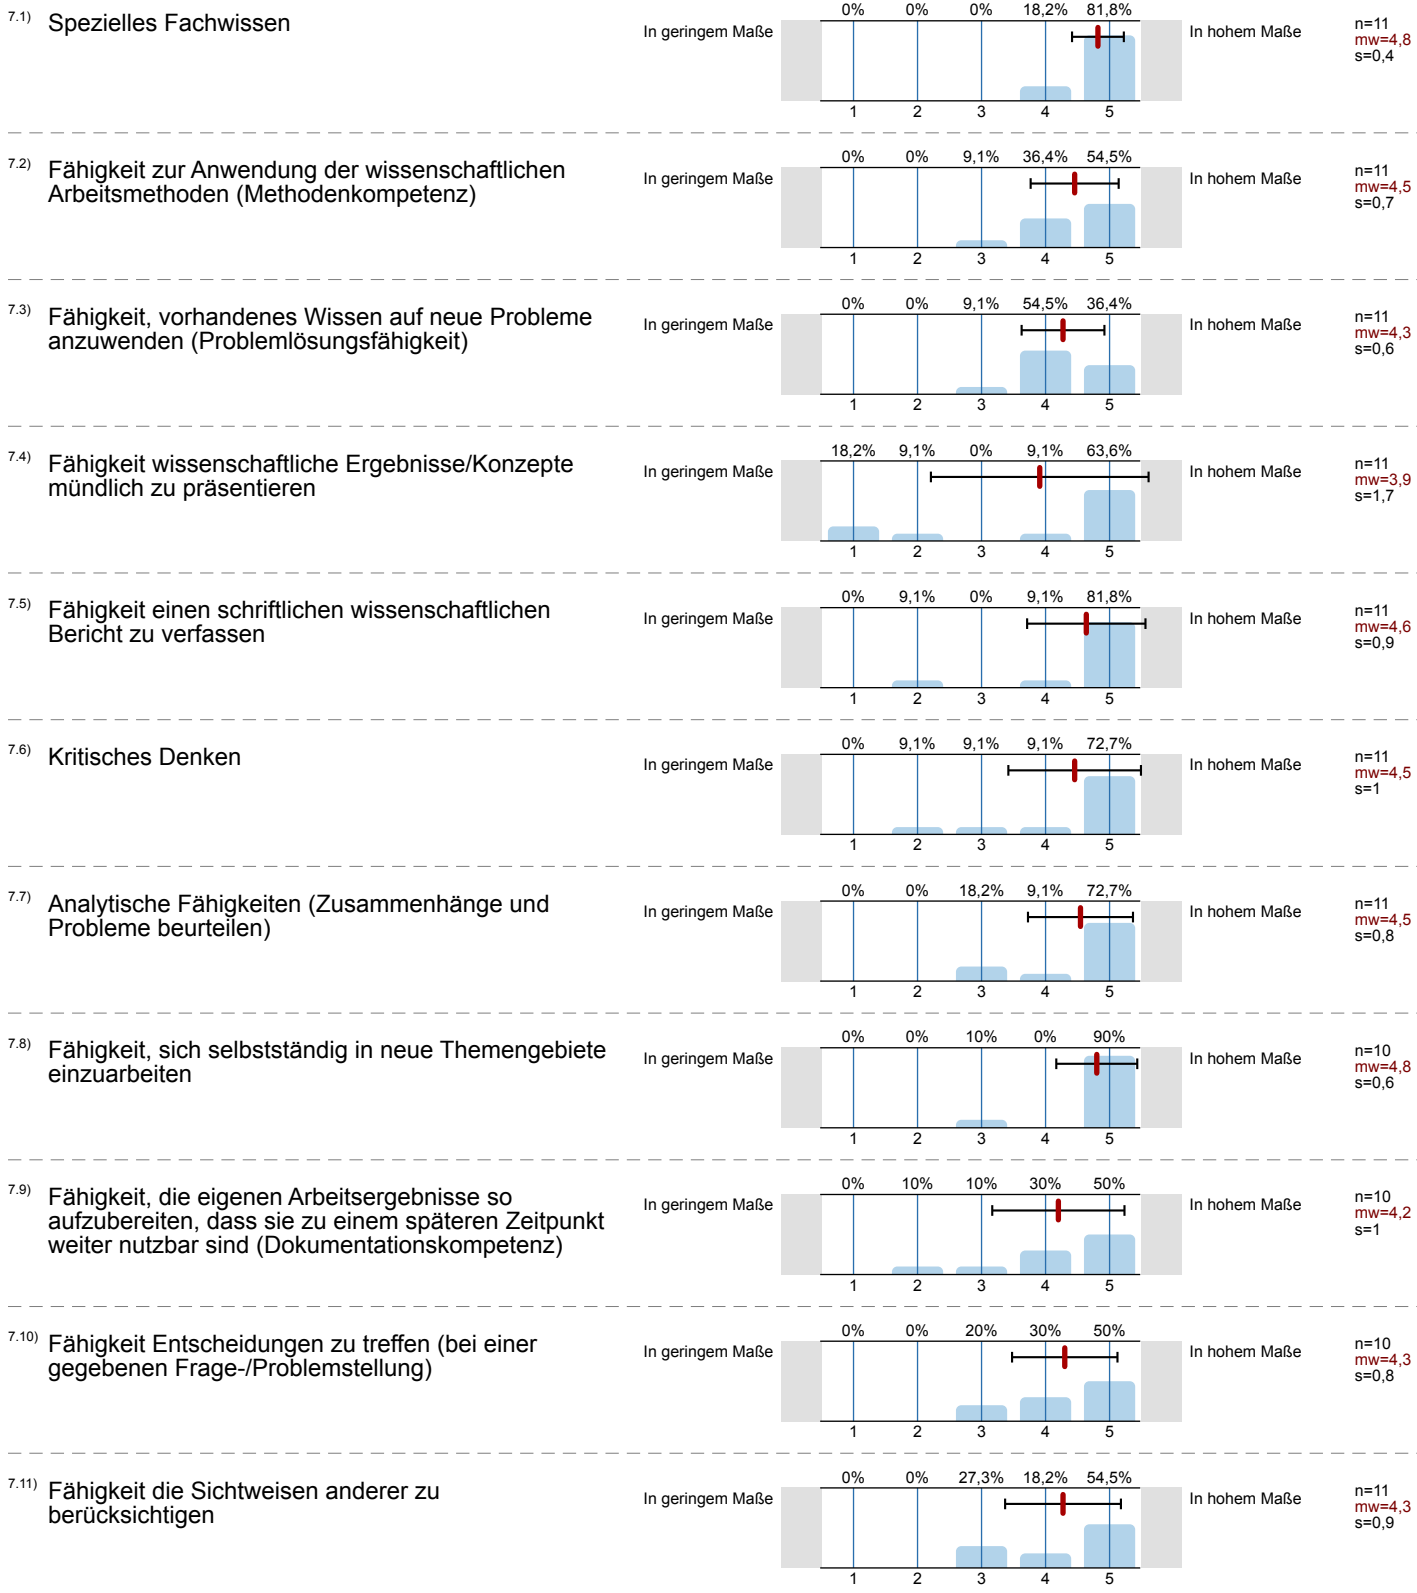 7.1) Spezielles Fachwissen
In geringem Maße
0% 0% 0% 18,2% 81,8%
1 2 3 4 5
In hohem Maße
n=11
mw=4,8
s=0,4
7.2) Fähigkeit zur Anwendung der wissenschaftlichen
Arbeitsmethoden (Methodenkompetenz)
In geringem Maße
0% 0% 9,1% 36,4% 54,5%
1 2 3 4 5
In hohem Maße
n=11
mw=4,5
s=0,7
7.3) Fähigkeit, vorhandenes Wissen auf neue Probleme
anzuwenden (Problemlösungsfähigkeit)
In geringem Maße
0% 0% 9,1% 54,5% 36,4%
1 2 3 4 5
In hohem Maße
n=11
mw=4,3
s=0,6
7.4) Fähigkeit wissenschaftliche Ergebnisse/Konzepte
mündlich zu präsentieren
In geringem Maße
18,2% 9,1% 0% 9,1% 63,6%
1 2 3 4 5
In hohem Maße
n=11
mw=3,9
s=1,7
7.5) Fähigkeit einen schriftlichen wissenschaftlichen
Bericht zu verfassen
In geringem Maße
0% 9,1% 0% 9,1% 81,8%
1 2 3 4 5
In hohem Maße
n=11
mw=4,6
s=0,9
7.6) Kritisches Denken
In geringem Maße
0% 9,1% 9,1% 9,1% 72,7%
1 2 3 4 5
In hohem Maße
n=11
mw=4,5
s=1
7.7) Analytische Fähigkeiten (Zusammenhänge und
Probleme beurteilen)
In geringem Maße
0% 0% 18,2% 9,1% 72,7%
1 2 3 4 5
In hohem Maße
n=11
mw=4,5
s=0,8
7.8) Fähigkeit, sich selbstständig in neue Themengebiete
einzuarbeiten
In geringem Maße
0% 0% 10% 0% 90%
1 2 3 4 5
In hohem Maße
n=10
mw=4,8
s=0,6
7.9) Fähigkeit, die eigenen Arbeitsergebnisse so
aufzubereiten, dass sie zu einem späteren Zeitpunkt
weiter nutzbar sind (Dokumentationskompetenz)
In geringem Maße
0% 10% 10% 30% 50%
1 2 3 4 5
In hohem Maße
n=10
mw=4,2
s=1
7.10) Fähigkeit Entscheidungen zu treffen (bei einer
gegebenen Frage-/Problemstellung)
In geringem Maße
0% 0% 20% 30% 50%
1 2 3 4 5
In hohem Maße
n=10
mw=4,3
s=0,8
7.11) Fähigkeit die Sichtweisen anderer zu
berücksichtigen
In geringem Maße
0% 0% 27,3% 18,2% 54,5%
1 2 3 4 5
In hohem Maße
n=11
mw=4,3
s=0,9